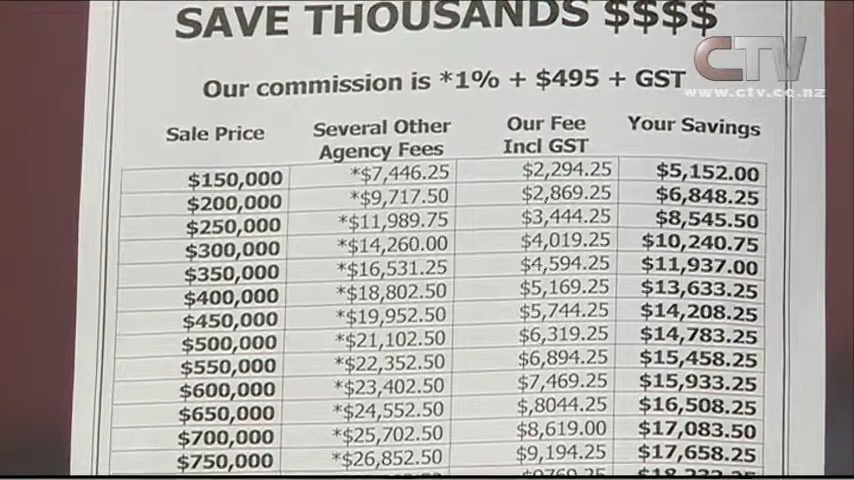 SAVE THOUSANDS $$$$
CTV
www.ctv.co.nz
Our commission is *1% + $495 + GST
Sale Price Several Other Agency Fees Our Fee Incl GST Your Savings
$150,000 *$7,446.25 $2,294.25 $5,152.00
$200,000 *$9,717.50 $2,869.25 $6,848.25
$250,000 *$11,989.75 $3,444.25 $8,545.50
$300,000 *$14,260.00 $4,019.25 $10,240.75
$350,000 *$16,531.25 $4,594.25 $11,937.00
$400,000 *$18,802.50 $5,169.25 $13,633.25
$450,000 *$19,952.50 $5,744.25 $14,208.25
$500,000 *$21,102.50 $6,319.25 $14,783.25
$550,000 *$22,352.50 $6,894.25 $15,458.25
$600,000 *$23,402.50 $7,469.25 $15,933.25
$650,000 *$24,552.50 $,8044.25 $16,508.25
$700,000 *$25,702.50 $8,619.00 $17,083.50
$750,000 *$26,852.50 $9,194.25 $17,658.25